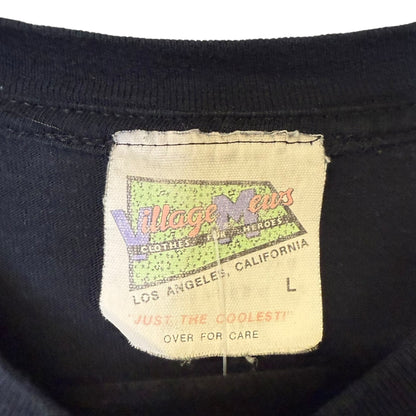 Village Mews
CLOTHES FOR HEROES
LOS ANGELES, CALIFORNIA
L
"JUST THE COOLEST!"
OVER FOR CARE